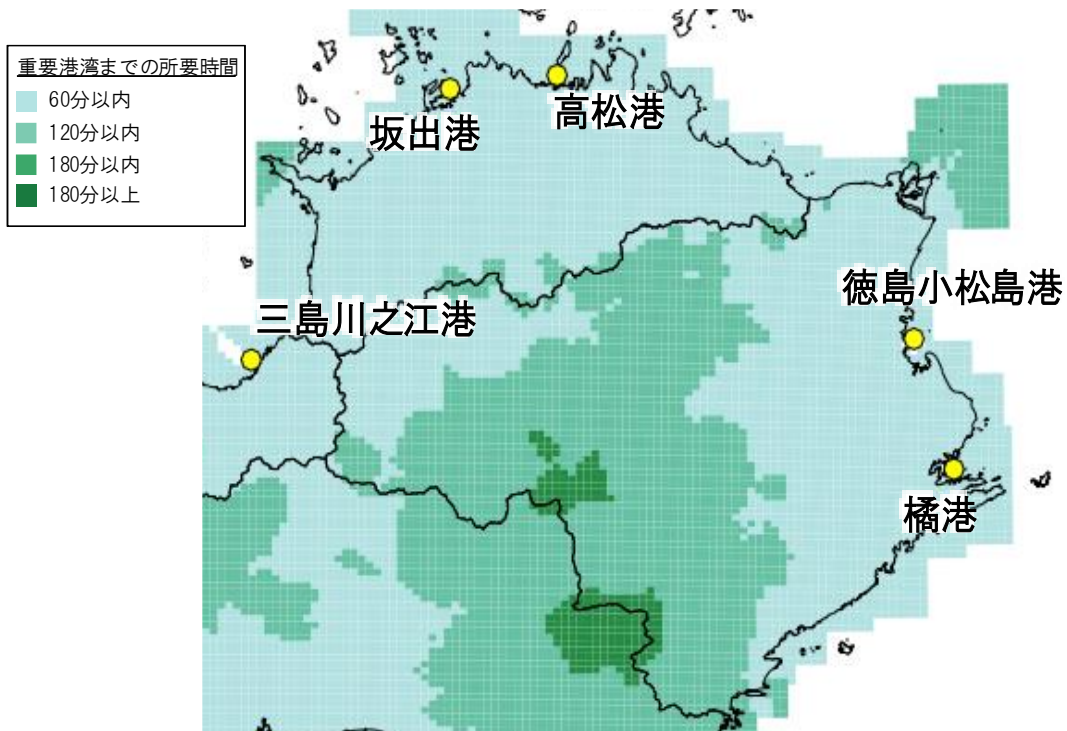 重要港湾までの所要時間
60分以内
120分以内
180分以内
180分以上
高松港
坂出港
徳島小松島港
三島川之江港
橘港